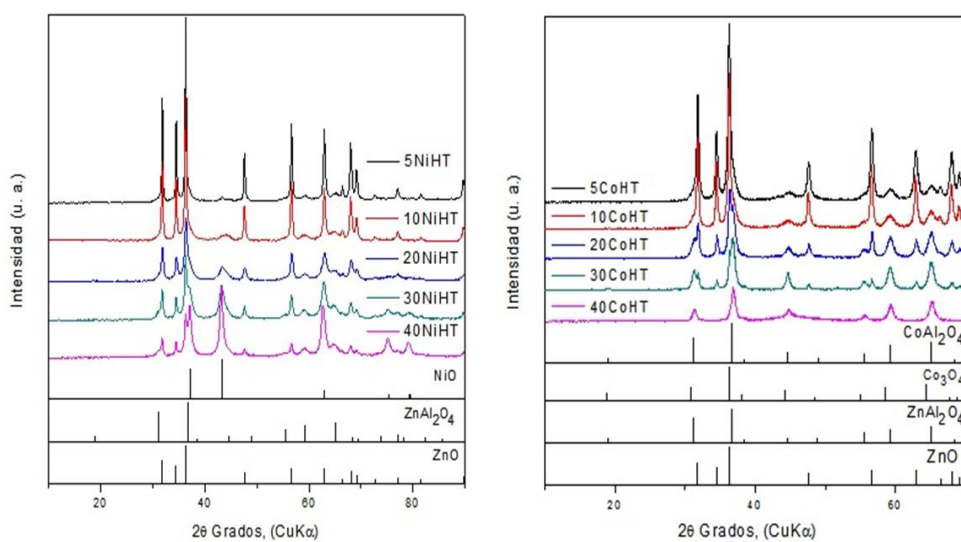 Intensidad (u. a.)
5NiHT
10NiHT
20NiHT
30NiHT
40NiHT
NiO
ZnAl2O4
ZnO
20 40 60 80
2θ Grados, (CuKα)
Intensidad (u. a.)
5CoHT
10CoHT
20CoHT
30CoHT
40CoHT
CoAl2O4
Co3O4
ZnAl2O4
ZnO
20 40 60
2θ Grados, (CuKα)